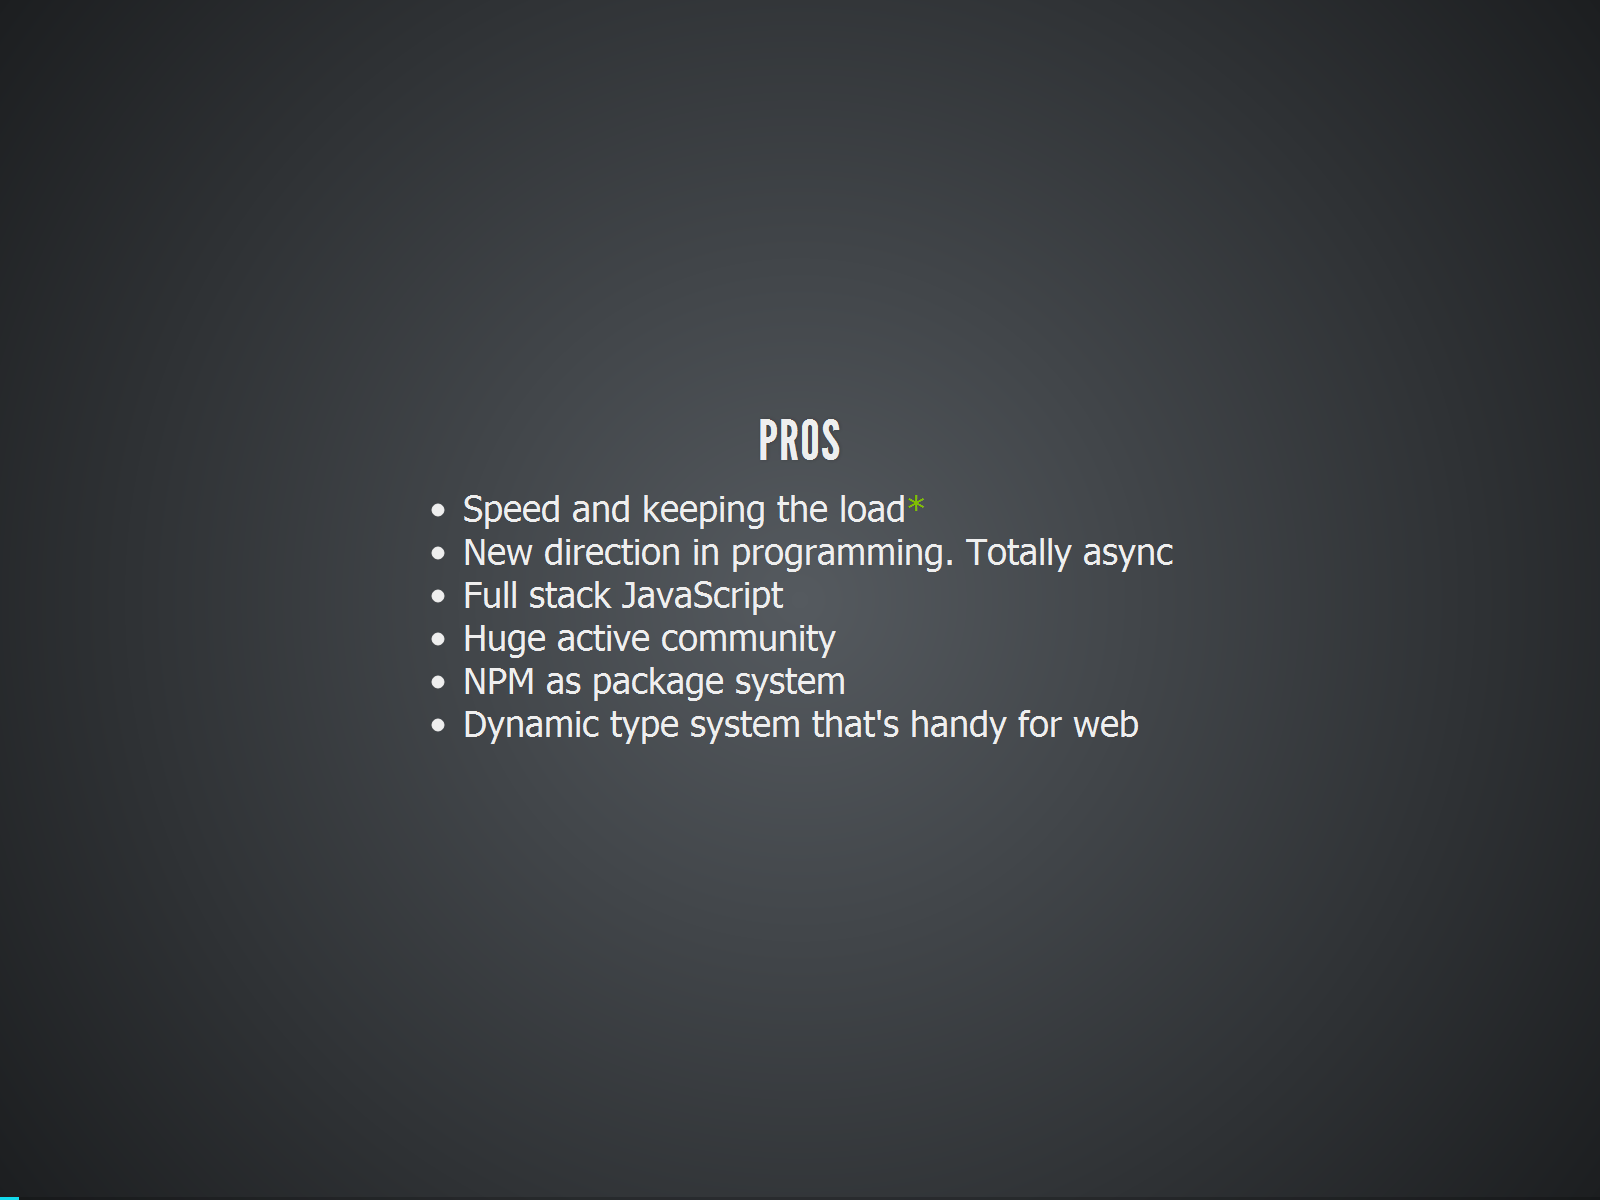 PROS
• Speed and keeping the load*
• New direction in programming. Totally async
• Full stack JavaScript
• Huge active community
• NPM as package system
• Dynamic type system that's handy for web